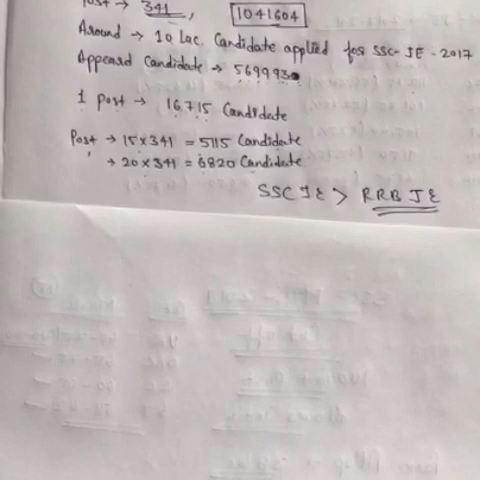 Post → 341, 1041604
Around → 10 Lac. Candidate applied for SSC-JE-2017
Appeard Candidate → 569993
1 post → 16715 Candidate
Post → 15×341 = 5115 Candidate
→ 20×341 = 6820 Candidate
SSC JE > RRB JE